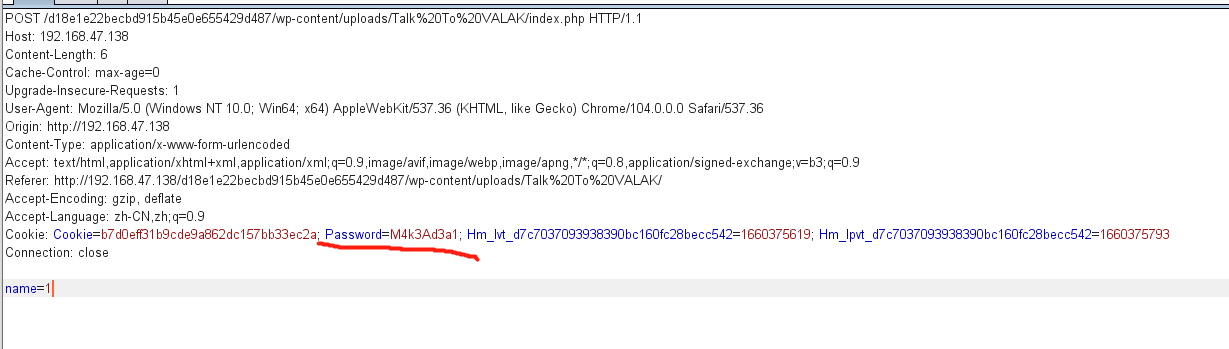 POST /d18e1e22becbd915b45e0e655429d487/wp-content/uploads/Talk%20To%20VALAK/index.php HTTP/1.1
Host: 192.168.47.138
Content-Length: 6
Cache-Control: max-age=0
Upgrade-Insecure-Requests: 1
User-Agent: Mozilla/5.0 (Windows NT 10.0; Win64; x64) AppleWebKit/537.36 (KHTML, like Gecko) Chrome/104.0.0.0 Safari/537.36
Origin: http://192.168.47.138
Content-Type: application/x-www-form-urlencoded
Accept: text/html,application/xhtml+xml,application/xml;q=0.9,image/avif,image/webp,image/apng,*/*;q=0.8,application/signed-exchange;v=b3;q=0.9
Referer: http://192.168.47.138/d18e1e22becbd915b45e0e655429d487/wp-content/uploads/Talk%20To%20VALAK/
Accept-Encoding: gzip, deflate
Accept-Language: zh-CN,zh;q=0.9
Cookie: Cookie=b7d0eff31b9cde9a862dc157bb33ec2a; Password=M4k3Ad3a1; Hm_lvt_d7c7037093938390bc160fc28becc542=1660375619; Hm_lpvt_d7c7037093938390bc160fc28becc542=1660375793
Connection: close
name=1